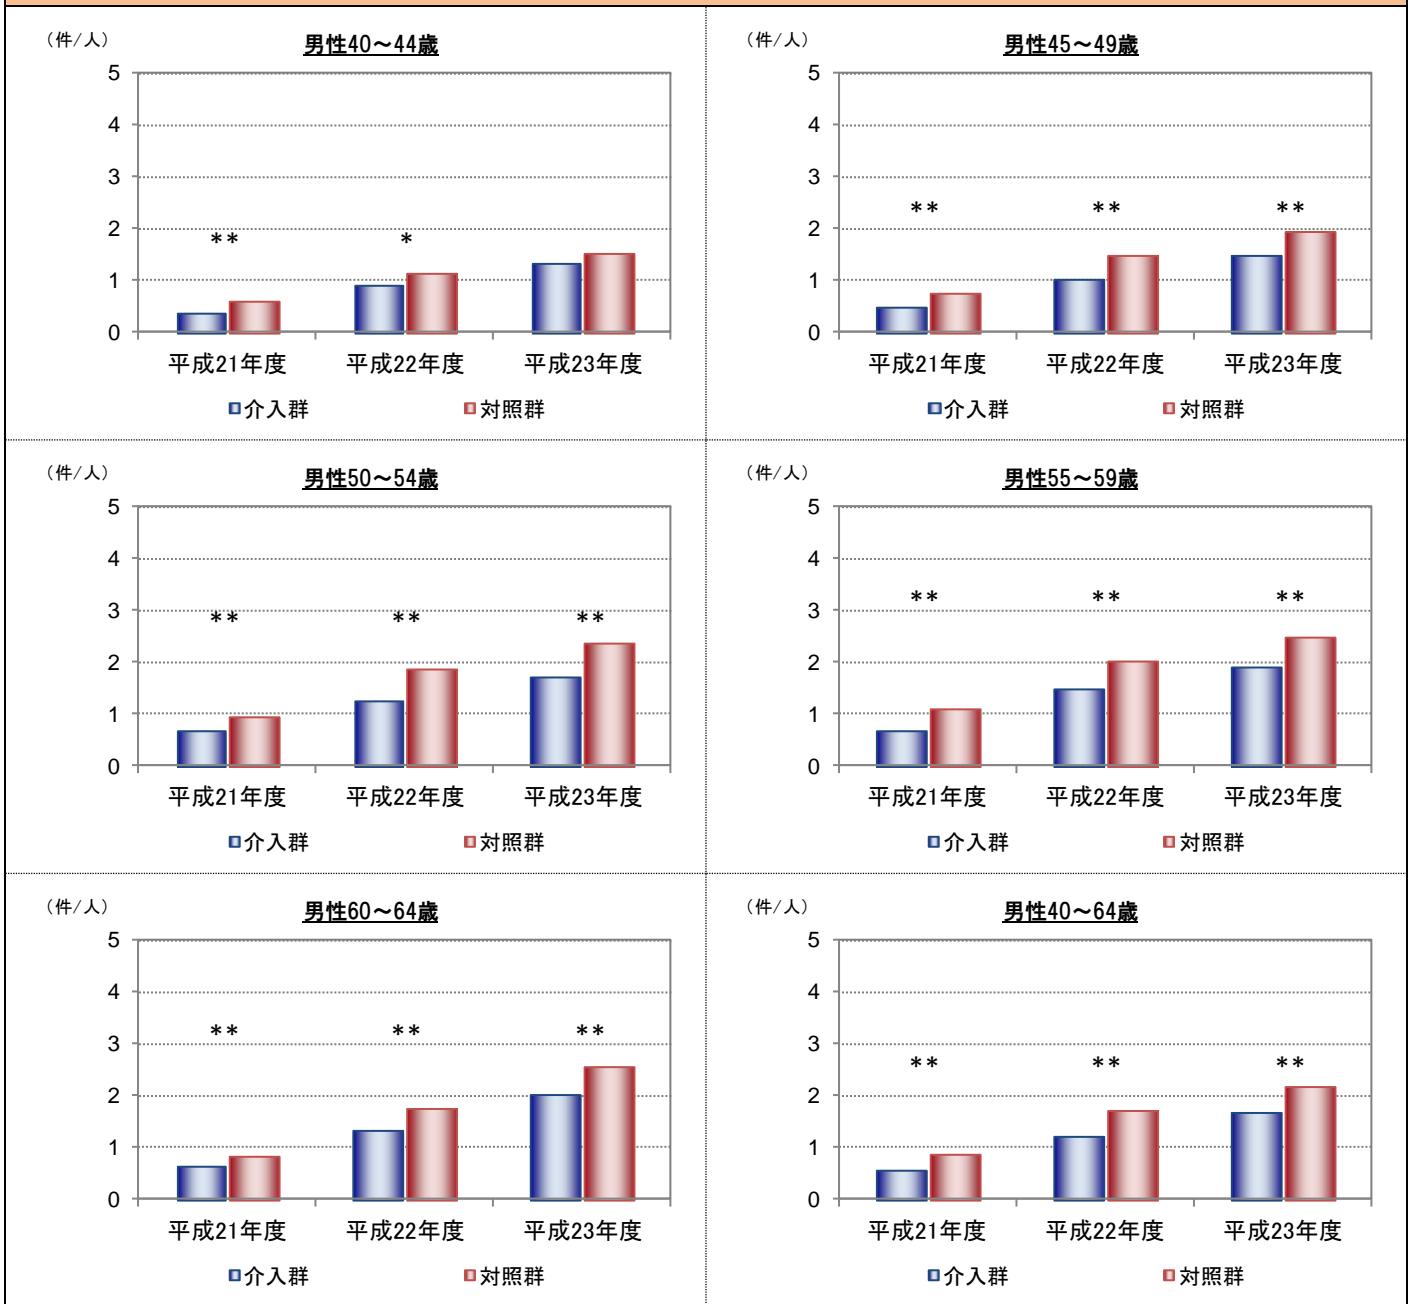 （件/人）
男性40～44歳
5
4
3
2
1
0
** *
平成21年度 平成22年度 平成23年度
介入群 対照群
（件/人）
男性45～49歳
5
4
3
2
1
0
** ** **
平成21年度 平成22年度 平成23年度
介入群 対照群
（件/人）
男性50～54歳
5
4
3
2
1
0
** ** **
平成21年度 平成22年度 平成23年度
介入群 対照群
（件/人）
男性55～59歳
5
4
3
2
1
0
** ** **
平成21年度 平成22年度 平成23年度
介入群 対照群
（件/人）
男性60～64歳
5
4
3
2
1
0
** ** **
平成21年度 平成22年度 平成23年度
介入群 対照群
（件/人）
男性40～64歳
5
4
3
2
1
0
** ** **
平成21年度 平成22年度 平成23年度
介入群 対照群